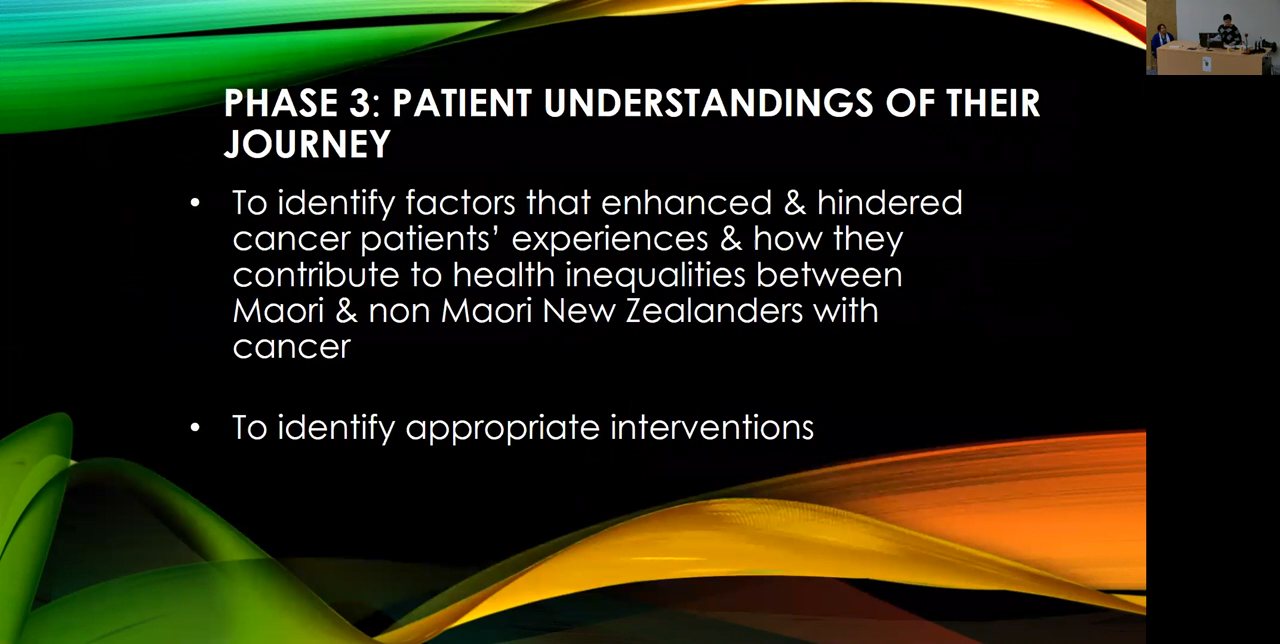 PHASE 3: PATIENT UNDERSTANDINGS OF THEIR
JOURNEY
• To identify factors that enhanced & hindered
cancer patients’ experiences & how they
contribute to health inequalities between
Maori & non Maori New Zealanders with
cancer
• To identify appropriate interventions